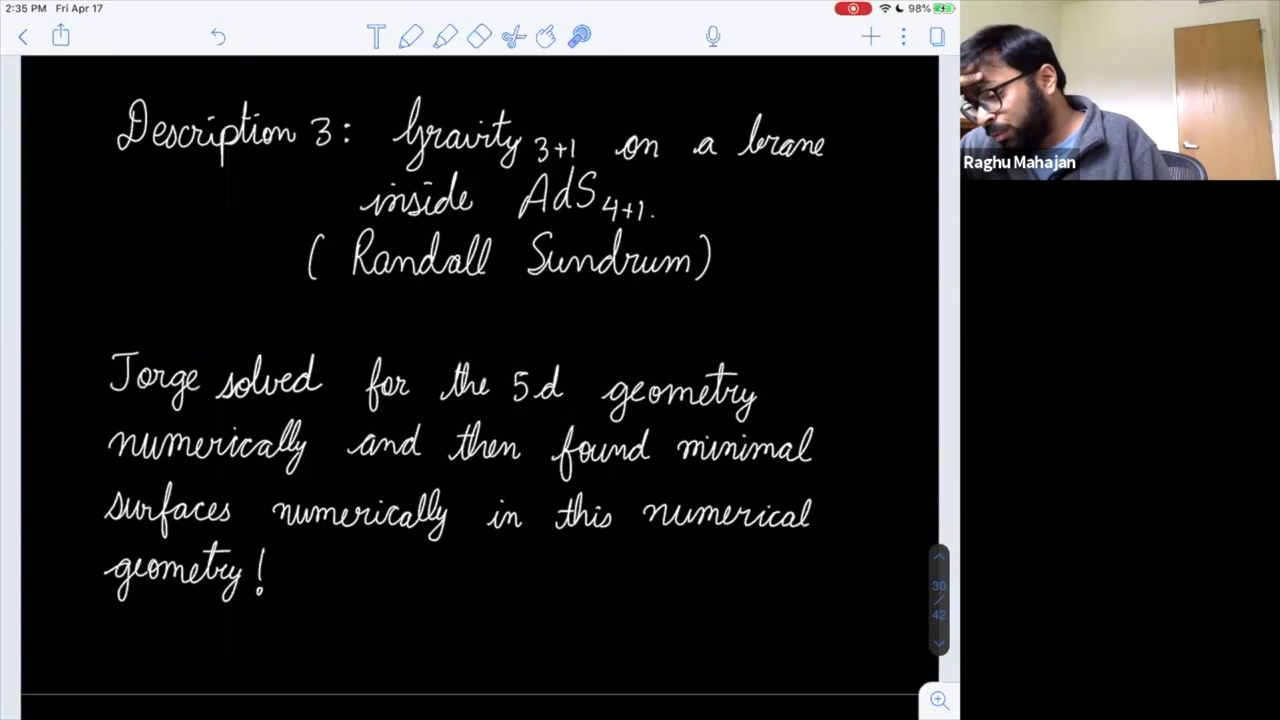 2:35 PM Fri Apr 17
98%
Description 3: Gravity 3+1 on a brane
inside AdS 4+1.
(Randall Sundrum)
Jorge solved for the 5d geometry
numerically and then found minimal
surfaces numerically in this numerical
geometry!
30
/
42
Raghu Mahajan